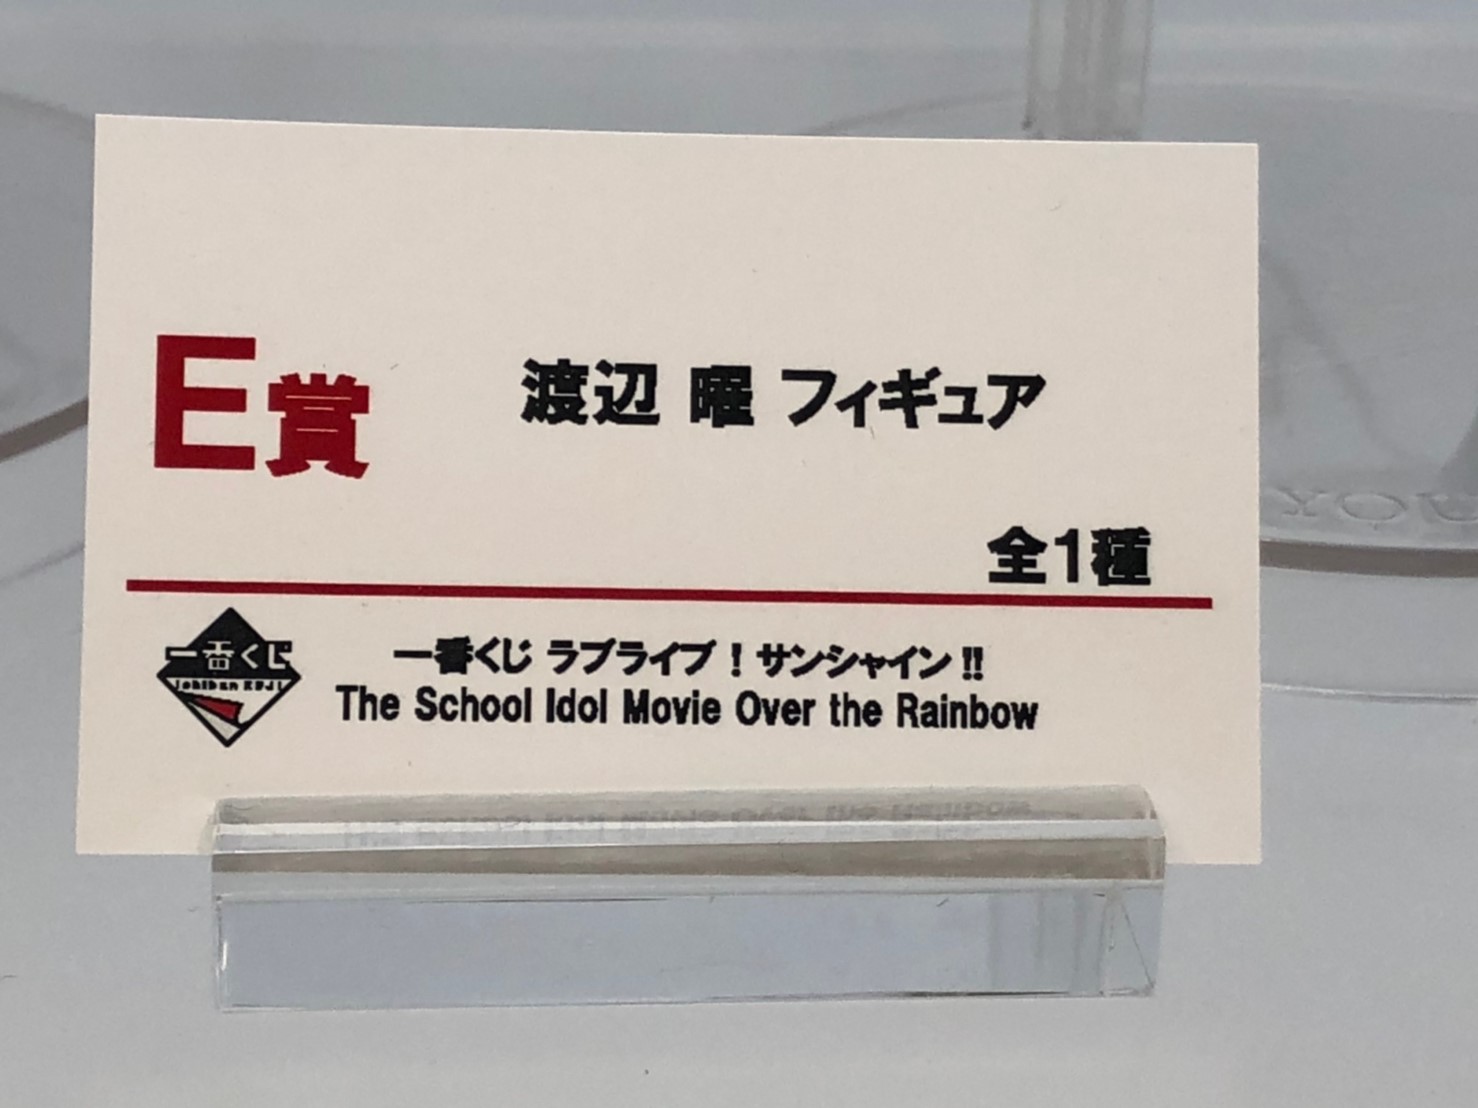 E賞
渡辺 曜 フィギュア
全1種
一番くじ
Ichiban KUJI
一番くじ ラブライブ！サンシャイン!!
The School Idol Movie Over the Rainbow
YOU